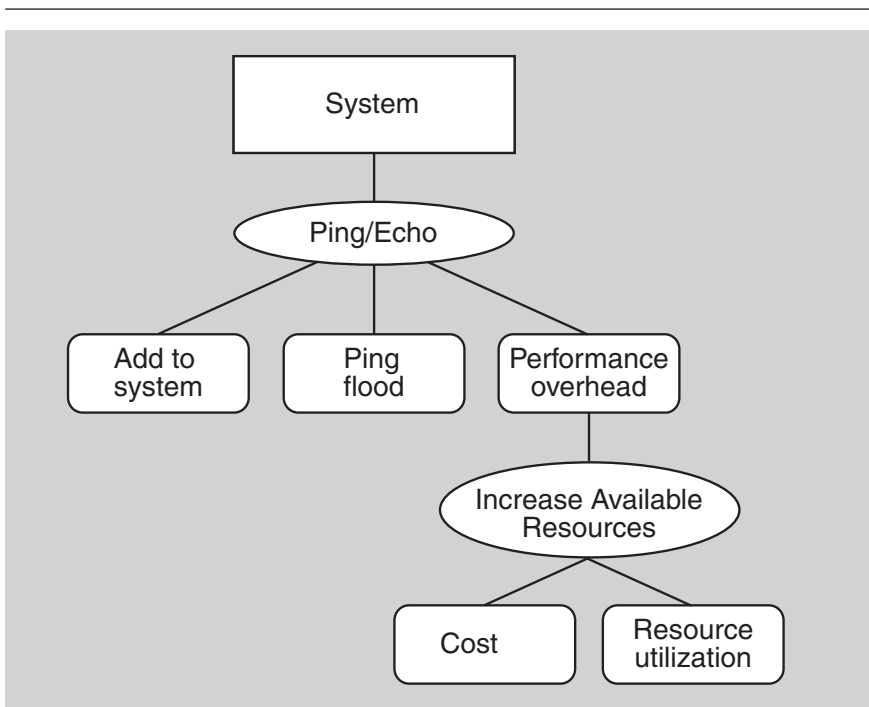 System
Ping/Echo
Add to
system
Ping
flood
Performance
overhead
Increase Available
Resources
Cost
Resource
utilization